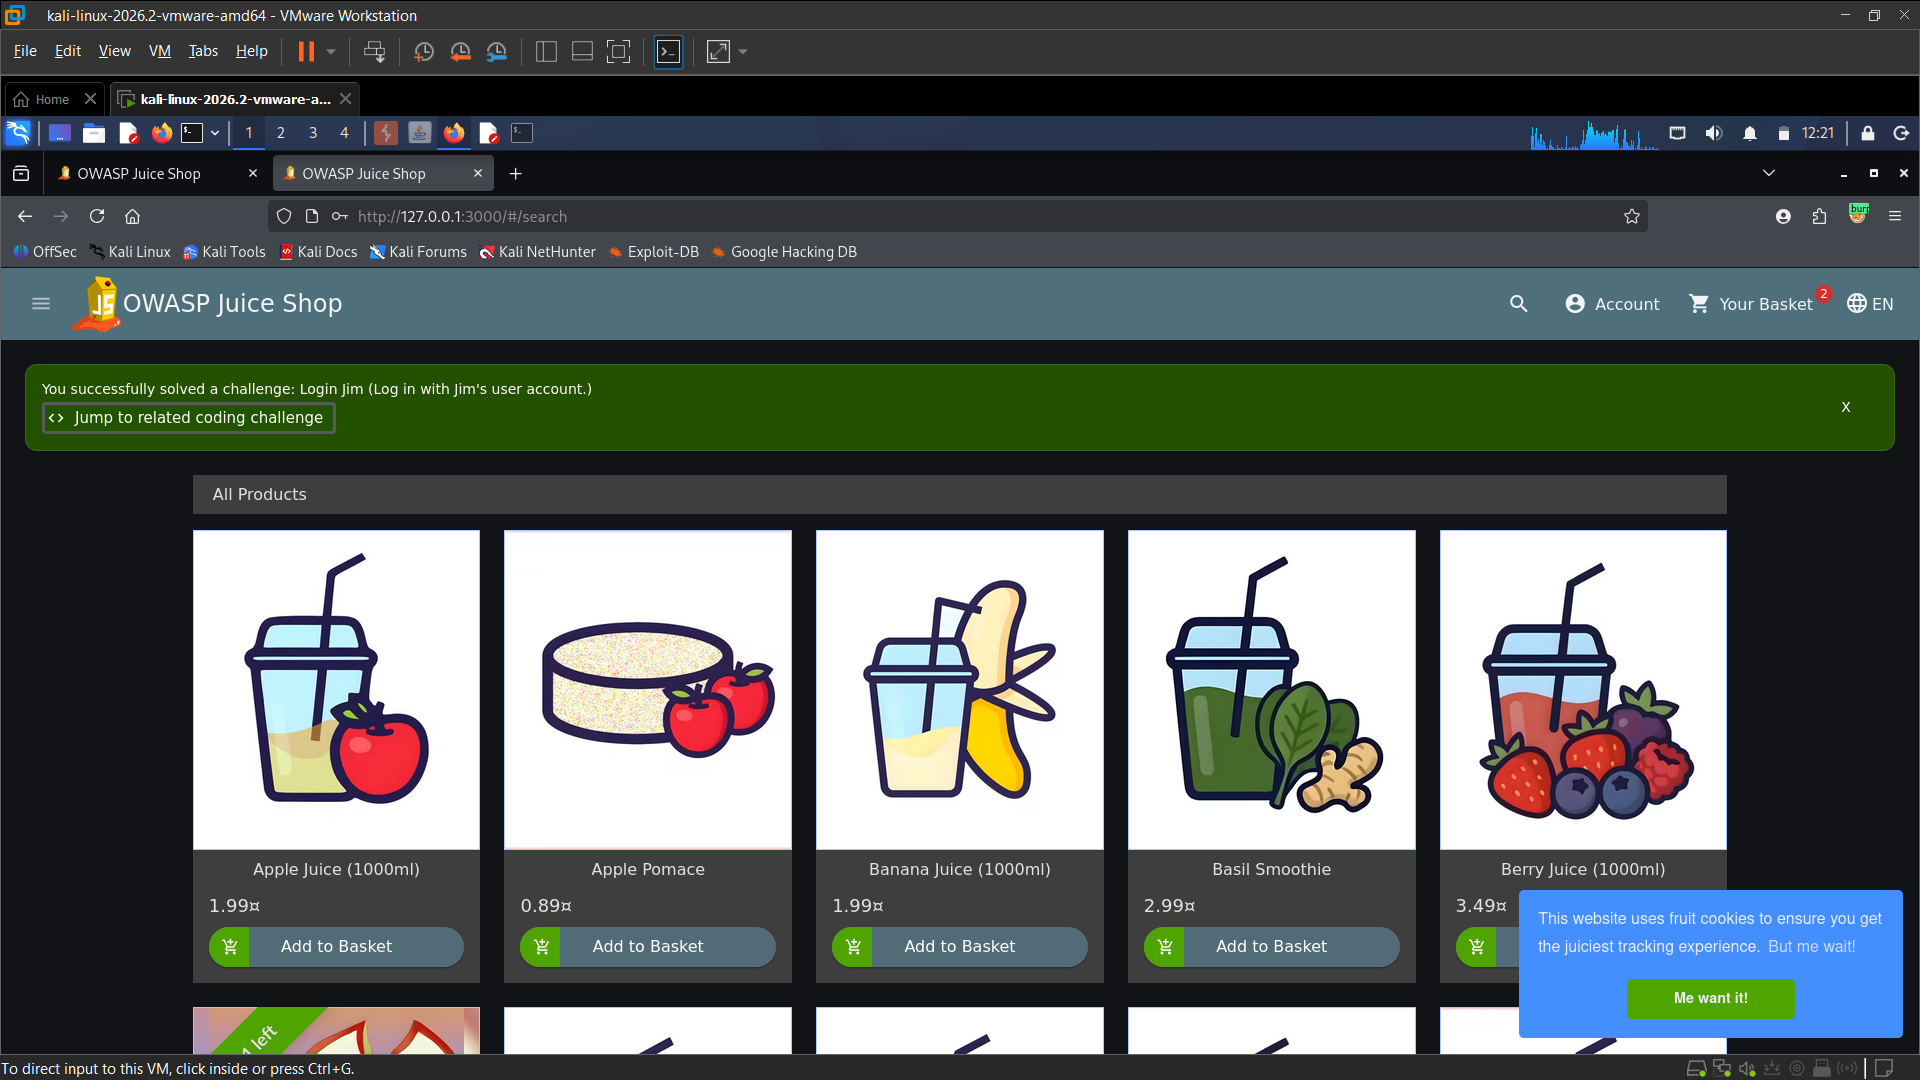 kali-linux-2026.2-vmware-amd64 - VMware Workstation
File Edit View VM Tabs Help
Home kali-linux-2026.2-vmware-a...
1 2 3 4 12:21
OWASP Juice Shop OWASP Juice Shop
http://127.0.0.1:3000/#/search
OffSec Kali Linux Kali Tools Kali Docs Kali Forums Kali NetHunter Exploit-DB Google Hacking DB
JS OWASP Juice Shop Account Your Basket 2 EN
You successfully solved a challenge: Login Jim (Log in with Jim's user account.)
X
<> Jump to related coding challenge
All Products
Apple Juice (1000ml) Apple Pomace Banana Juice (1000ml) Basil Smoothie Berry Juice (1000ml)
1.99¤ 0.89¤ 1.99¤ 2.99¤ 3.49¤
Add to Basket Add to Basket Add to Basket Add to Basket
This website uses fruit cookies to ensure you get
the juiciest tracking experience. But me wait!
Me want it!
1 left
To direct input to this VM, click inside or press Ctrl+G.